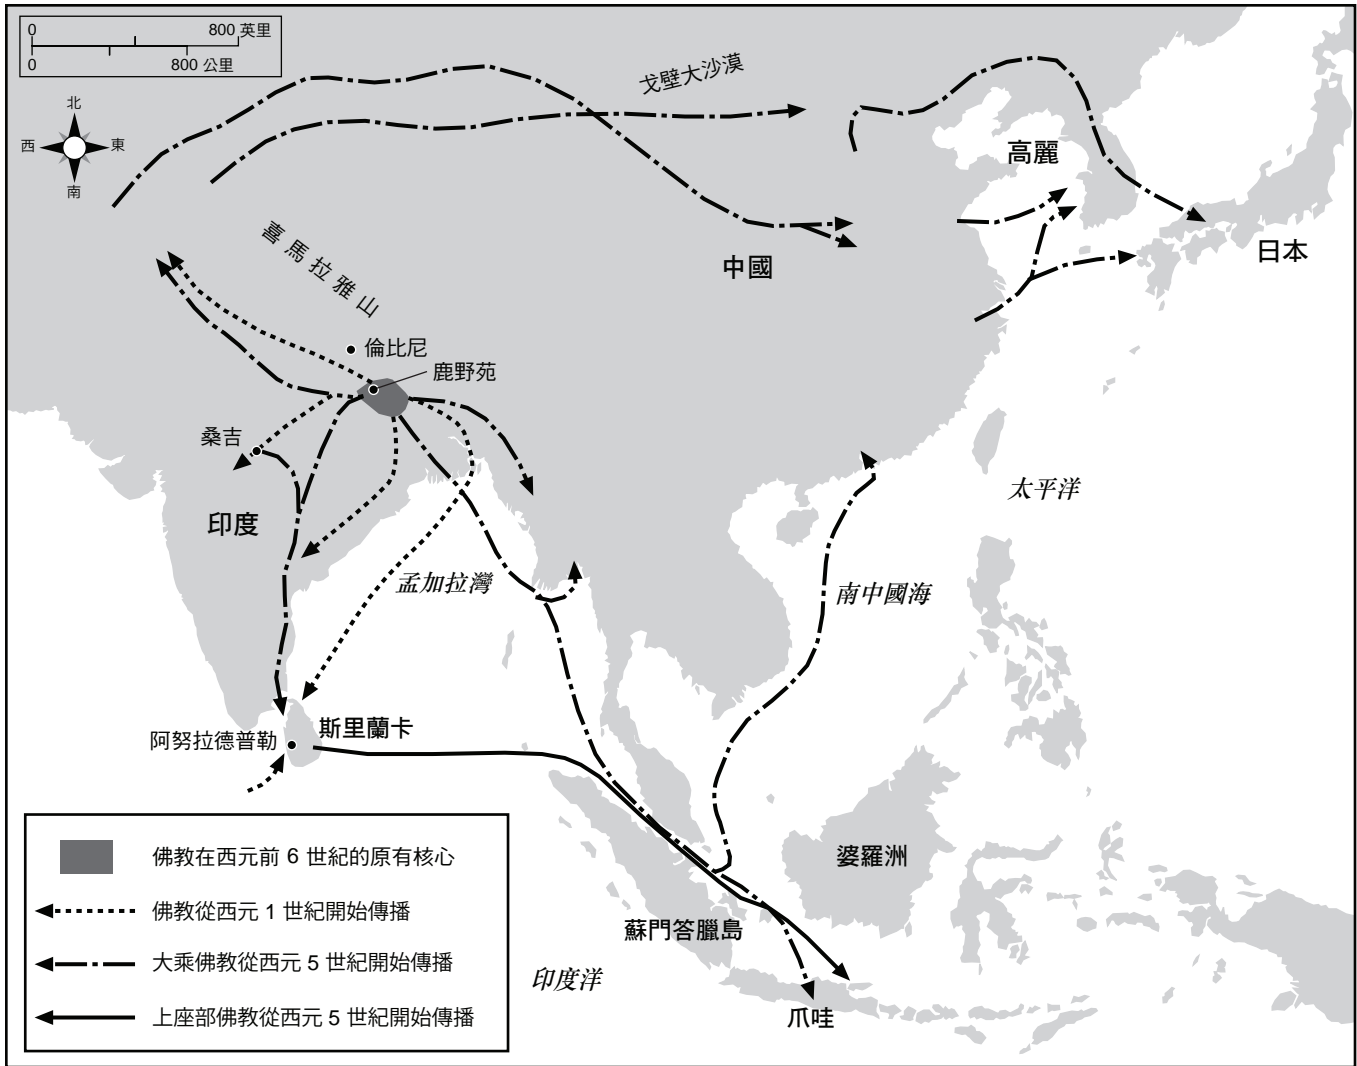 0 800 英里
0 800 公里
北
西 東
南
戈壁大沙漠
高麗
日本
中國
喜馬拉雅山
倫比尼
鹿野苑
桑吉
印度
太平洋
孟加拉灣
南中國海
斯里蘭卡
阿努拉德普勒
婆羅洲
蘇門答臘島
印度洋
爪哇
佛教在西元前 6 世紀的原有核心
佛教從西元 1 世紀開始傳播
大乘佛教從西元 5 世紀開始傳播
上座部佛教從西元 5 世紀開始傳播